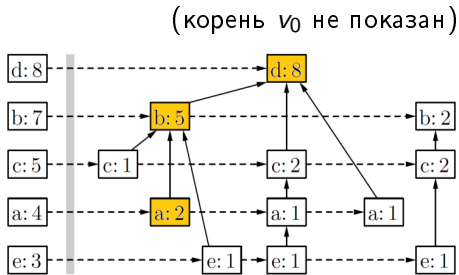 (корень v₀ не показан)
d: 8 d: 8
b: 7 b: 5 b: 2
c: 5 c: 1 c: 2 c: 2
a: 4 a: 2 a: 1 a: 1
e: 3 e: 1 e: 1 e: 1